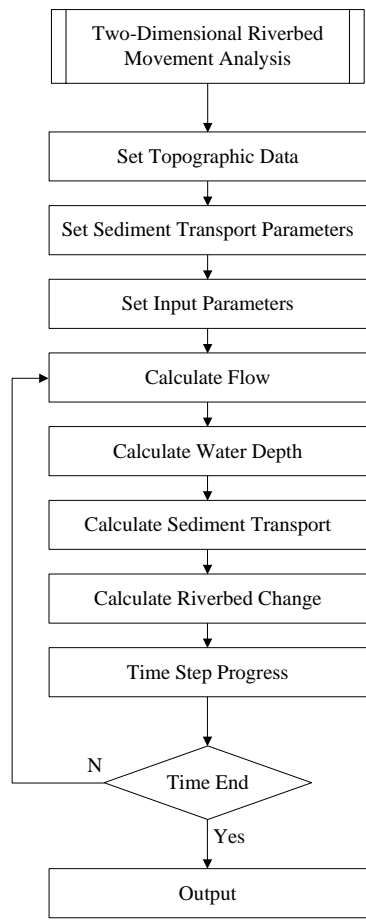 Two-Dimensional Riverbed
Movement Analysis
Set Topographic Data
Set Sediment Transport Parameters
Set Input Parameters
Calculate Flow
Calculate Water Depth
Calculate Sediment Transport
Calculate Riverbed Change
Time Step Progress
N
Time End
Yes
Output